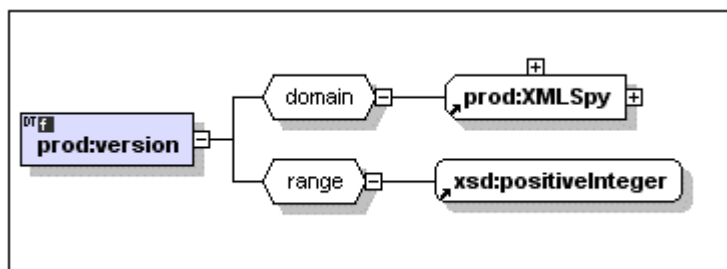 DT f
prod:version
domain
prod:XMLSpy
range
xsd:positiveInteger